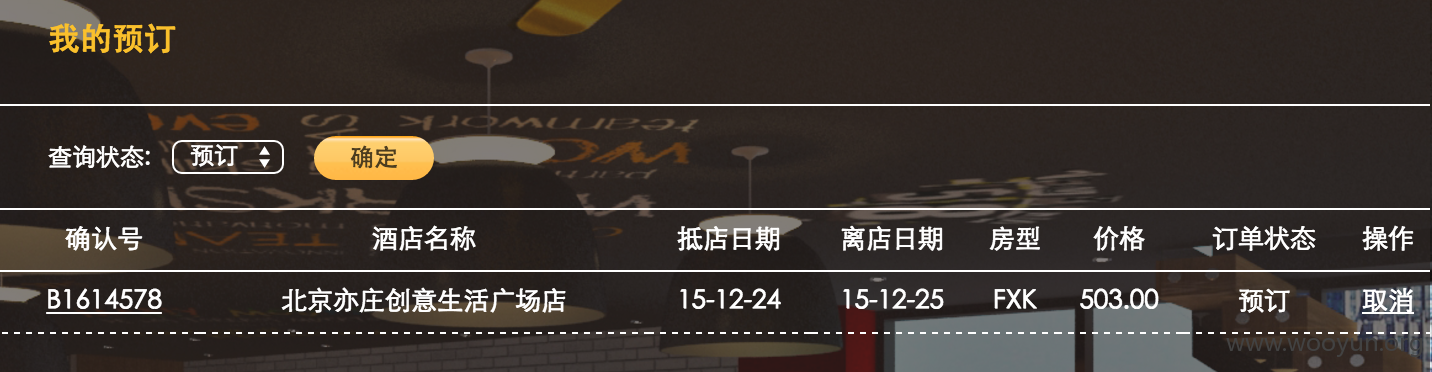 我的预订
查询状态: 预订 确定
确认号 酒店名称 抵店日期 离店日期 房型 价格 订单状态 操作
B1614578 北京亦庄创意生活广场店 15-12-24 15-12-25 FXK 503.00 预订 取消
www.wooyun.org